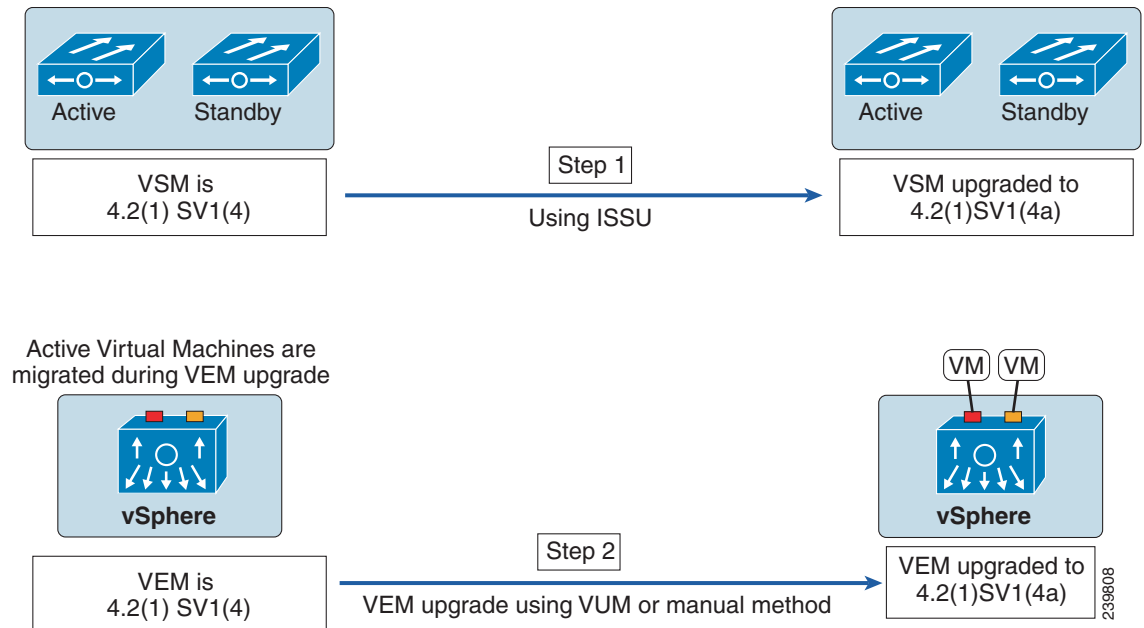 Active
Standby
Active
Standby
VSM is
4.2(1) SV1(4)
Step 1
Using ISSU
VSM upgraded to
4.2(1)SV1(4a)
Active Virtual Machines are
migrated during VEM upgrade
VM
VM
vSphere
vSphere
VEM is
4.2(1) SV1(4)
Step 2
VEM upgrade using VUM or manual method
VEM upgraded to
4.2(1)SV1(4a)
239808